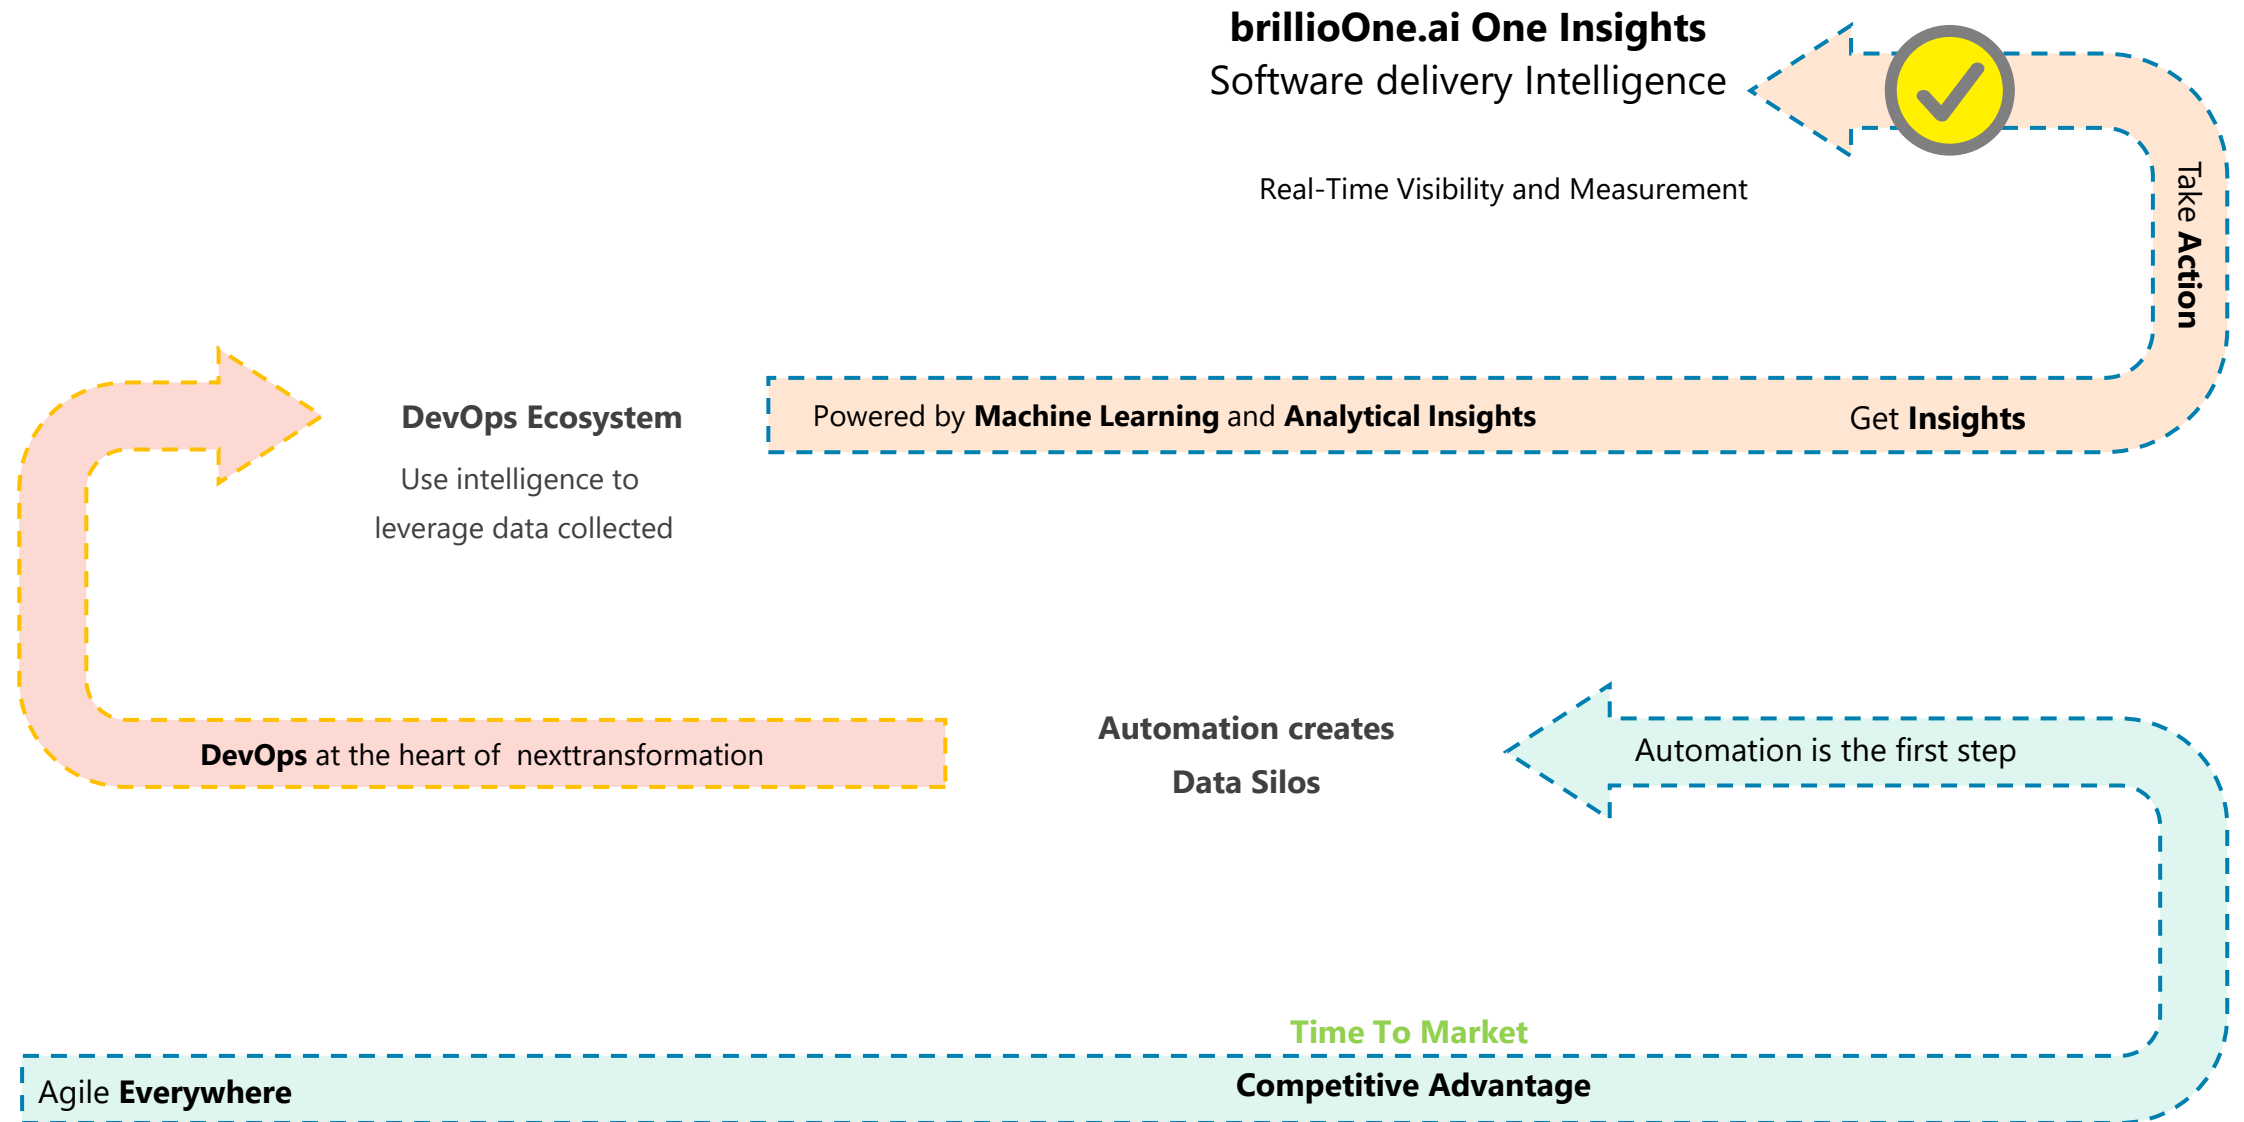 brillioOne.ai One Insights
Software delivery Intelligence
Real-Time Visibility and Measurement
Take Action
Powered by Machine Learning and Analytical Insights
Get Insights
DevOps Ecosystem
Use intelligence to
leverage data collected
DevOps at the heart of  nexttransformation
Automation creates
Data Silos
Automation is the first step
Time To Market
Agile Everywhere
Competitive Advantage